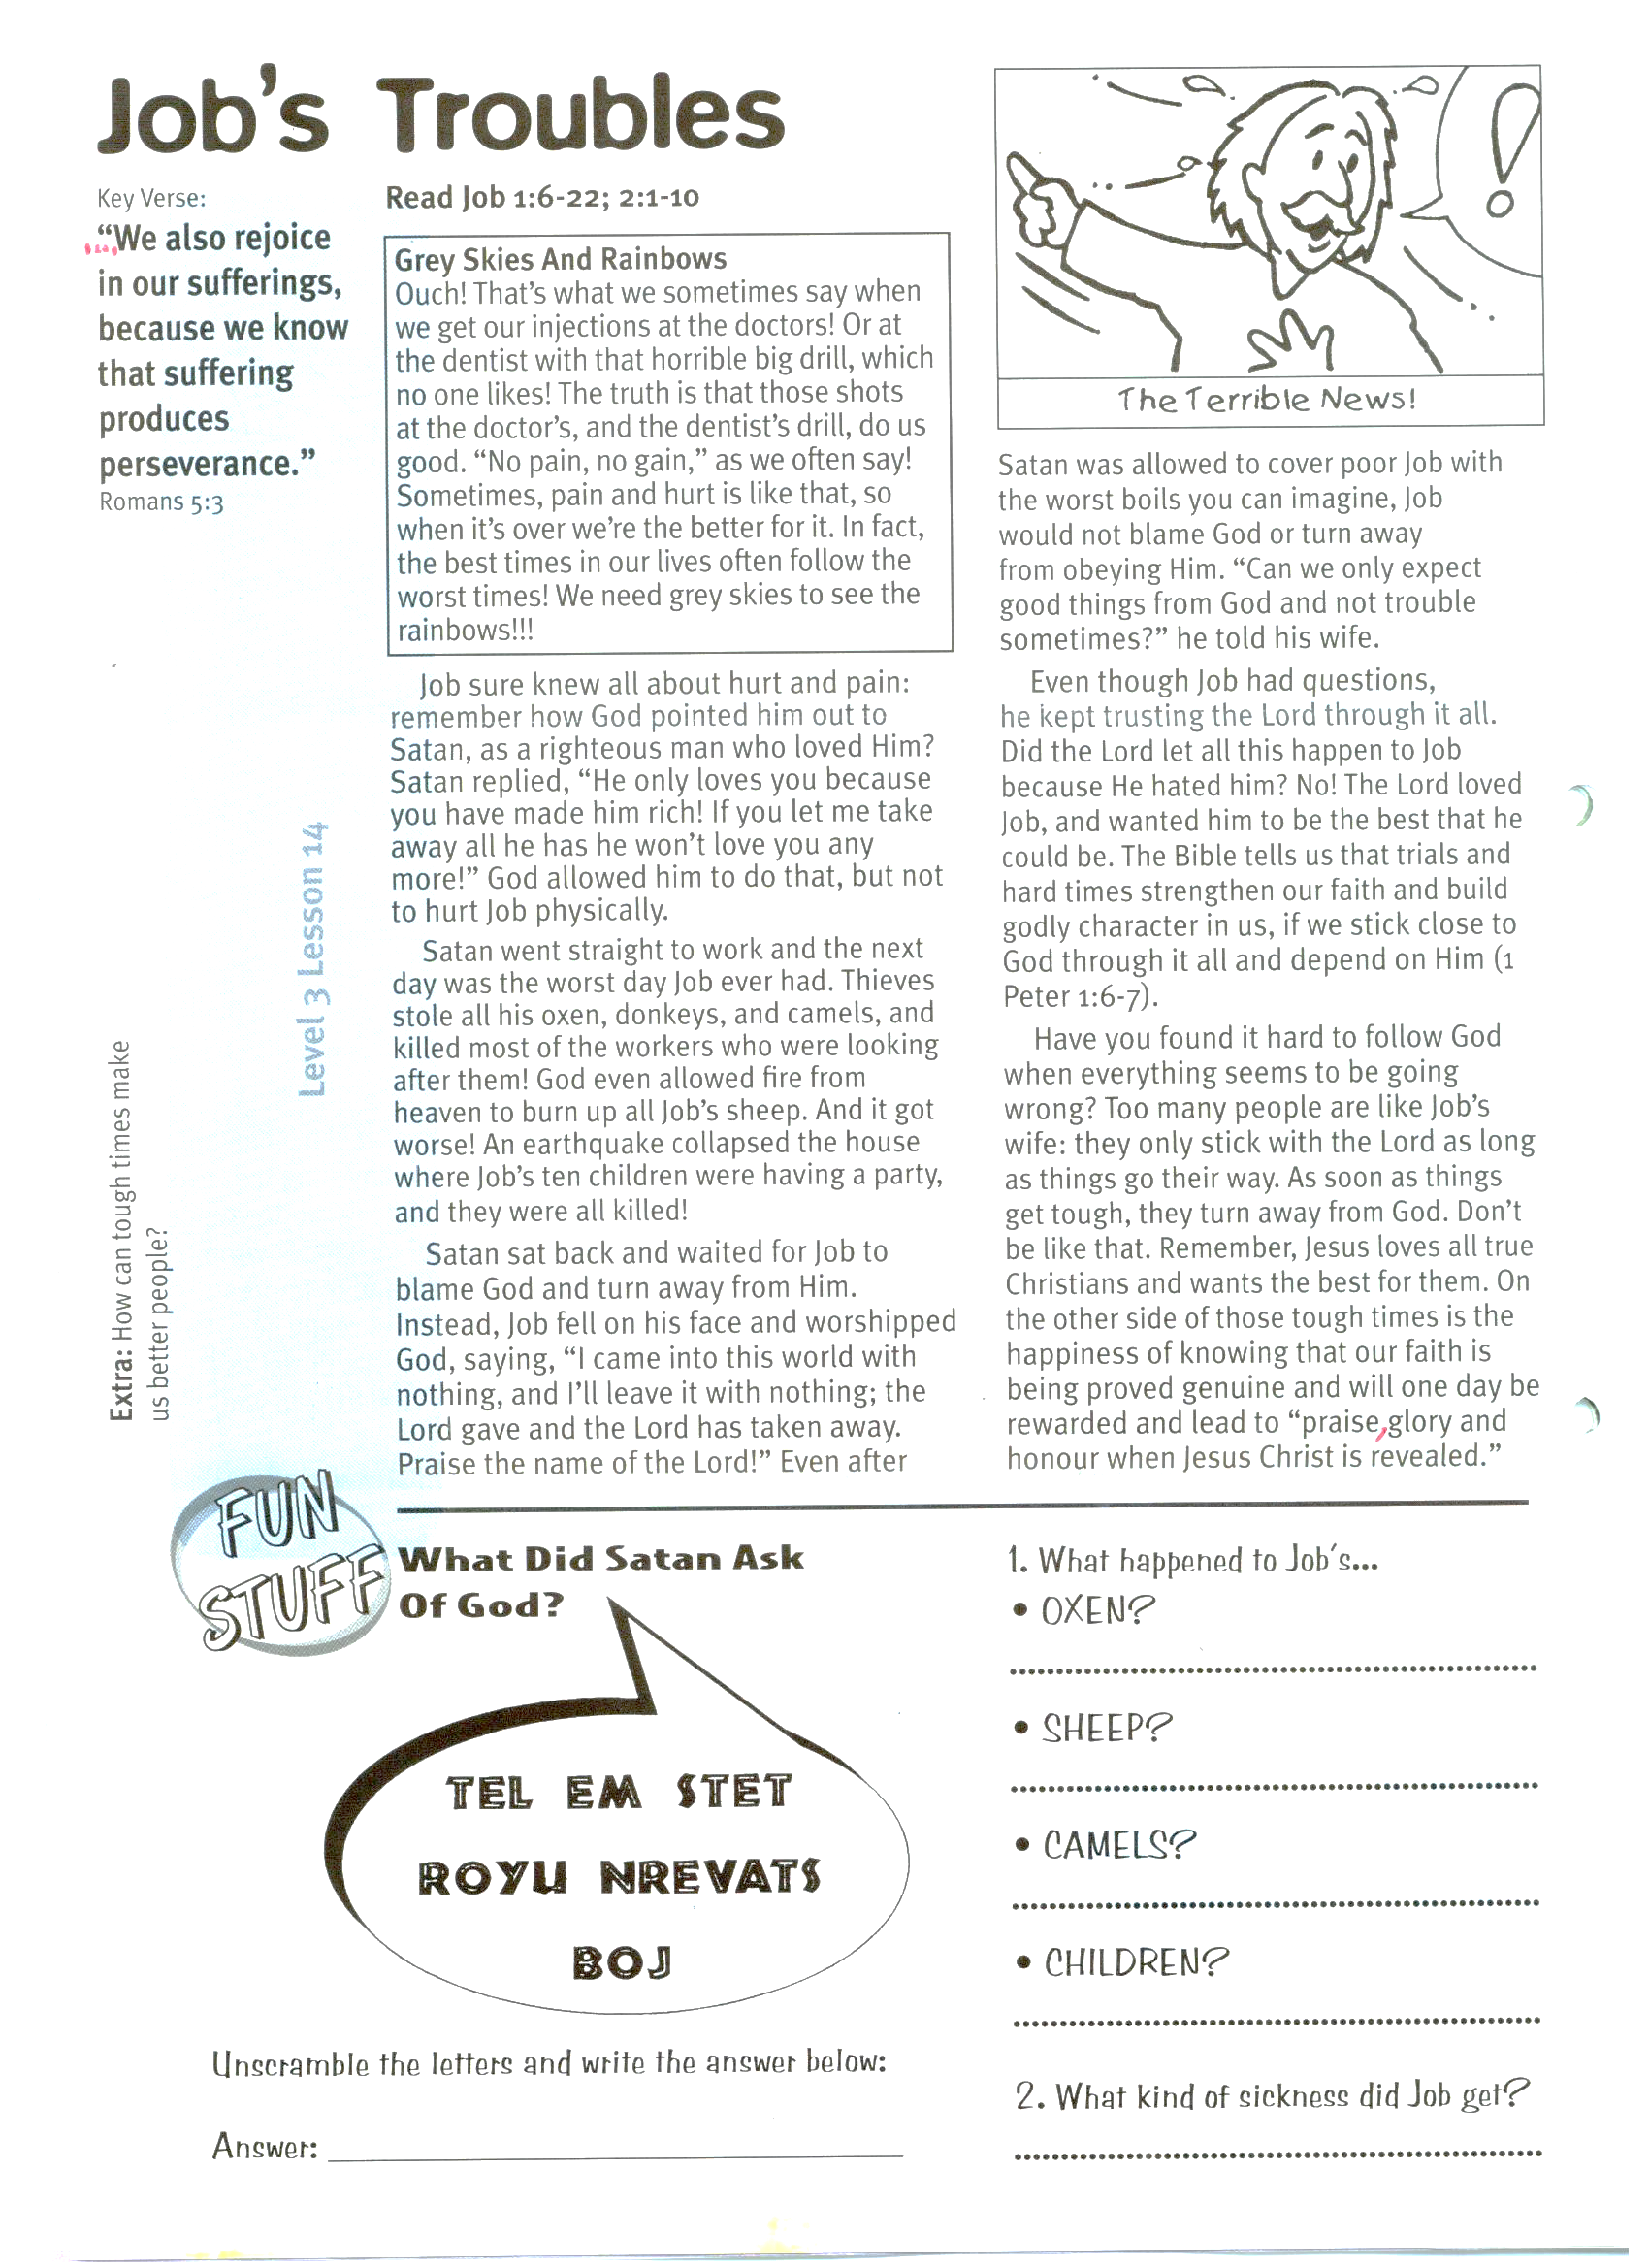 Job's Troubles
Key Verse:
"We also rejoice
in our sufferings,
because we know
that suffering
produces
perseverance."
Romans 5:3
Level 3 Lesson 14
Extra: How can tough times make
us better people?
Read Job 1:6-22; 2:1-10
Grey Skies And Rainbows
Ouch! That's what we sometimes say when
we get our injections at the doctors! Or at
the dentist with that horrible big drill, which
no one likes! The truth is that those shots
at the doctor's, and the dentist's drill, do us
good. "No pain, no gain," as we often say!
Sometimes, pain and hurt is like that, so
when it's over we're the better for it. In fact,
the best times in our lives often follow the
worst times! We need grey skies to see the
rainbows!!!
Job sure knew all about hurt and pain:
remember how God pointed him out to
Satan, as a righteous man who loved Him?
Satan replied, "He only loves you because
you have made him rich! If you let me take
away all he has he won't love you any
more!" God allowed him to do that, but not
to hurt Job physically.
Satan went straight to work and the next
day was the worst day Job ever had. Thieves
stole all his oxen, donkeys, and camels, and
killed most of the workers who were looking
after them! God even allowed fire from
heaven to burn up all Job's sheep. And it got
worse! An earthquake collapsed the house
where Job's ten children were having a party,
and they were all killed!
Satan sat back and waited for Job to
blame God and turn away from Him.
Instead, Job fell on his face and worshipped
God, saying, "I came into this world with
nothing, and I'll leave it with nothing; the
Lord gave and the Lord has taken away.
Praise the name of the Lord!" Even after
!
The Terrible News!
Satan was allowed to cover poor Job with
the worst boils you can imagine, Job
would not blame God or turn away
from obeying Him. "Can we only expect
good things from God and not trouble
sometimes?" he told his wife.
Even though Job had questions,
he kept trusting the Lord through it all.
Did the Lord let all this happen to Job
because He hated him? No! The Lord loved
Job, and wanted him to be the best that he
could be. The Bible tells us that trials and
hard times strengthen our faith and build
godly character in us, if we stick close to
God through it all and depend on Him (1
Peter 1:6-7).
Have you found it hard to follow God
when everything seems to be going
wrong? Too many people are like Job's
wife: they only stick with the Lord as long
as things go their way. As soon as things
get tough, they turn away from God. Don't
be like that. Remember, Jesus loves all true
Christians and wants the best for them. On
the other side of those tough times is the
happiness of knowing that our faith is
being proved genuine and will one day be
rewarded and lead to "praise, glory and
honour when Jesus Christ is revealed."
FUN
STUFF
What Did Satan Ask
Of God?
TEL EM STET
ROYU NREVATS
BOJ
Unscramble the letters and write the answer below:
Answer:
1. What happened to Job's...
• OXEN?
• SHEEP?
• CAMELS?
• CHILDREN?
2. What kind of sickness did Job get?